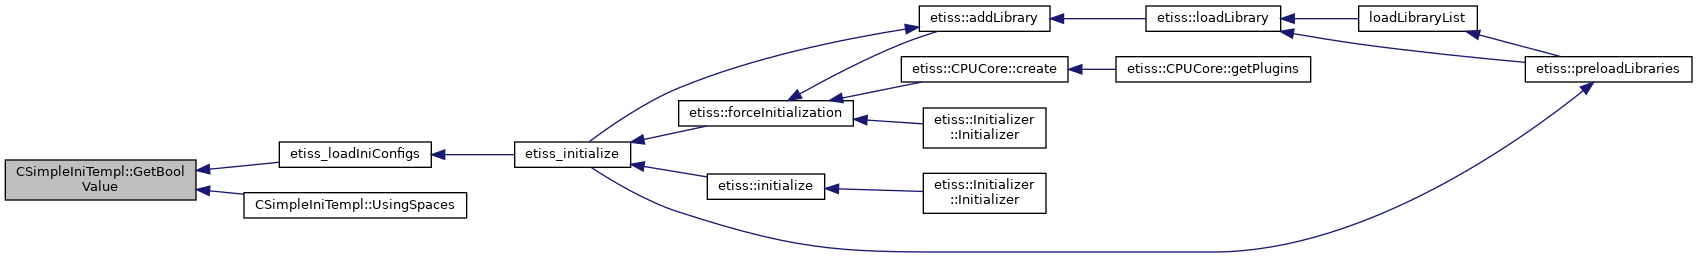 CSimpleIniTempl::GetBool
Value
etiss_loadIniConfigs
CSimpleIniTempl::UsingSpaces
etiss_initialize
etiss::forceInitialization
etiss::initialize
etiss::addLibrary
etiss::CPUCore::create
etiss::Initializer
::Initializer
etiss::Initializer
::Initializer
etiss::loadLibrary
etiss::CPUCore::getPlugins
loadLibraryList
etiss::preloadLibraries